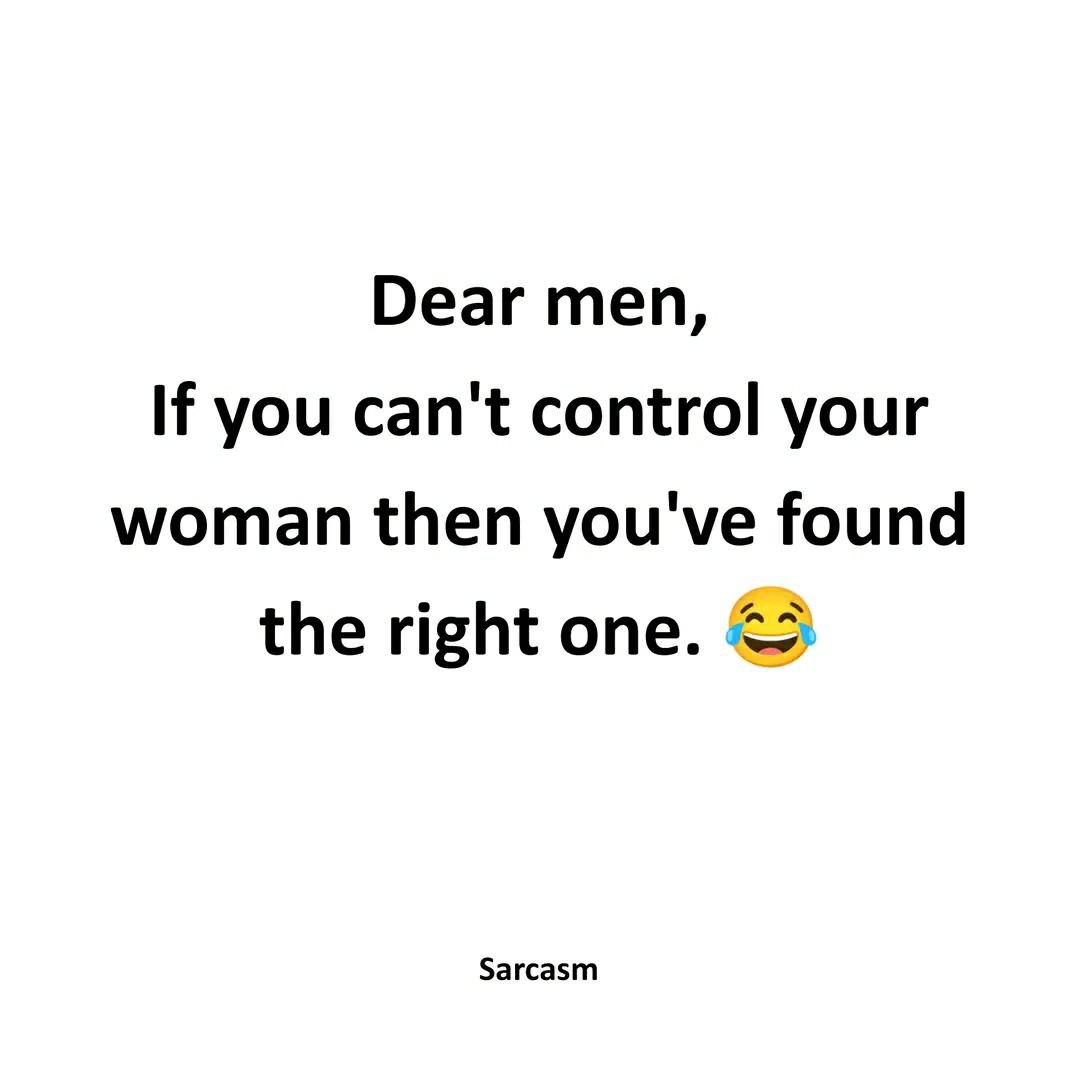 Dear men,
If you can't control your
woman then you've found
the right one. 😂
Sarcasm